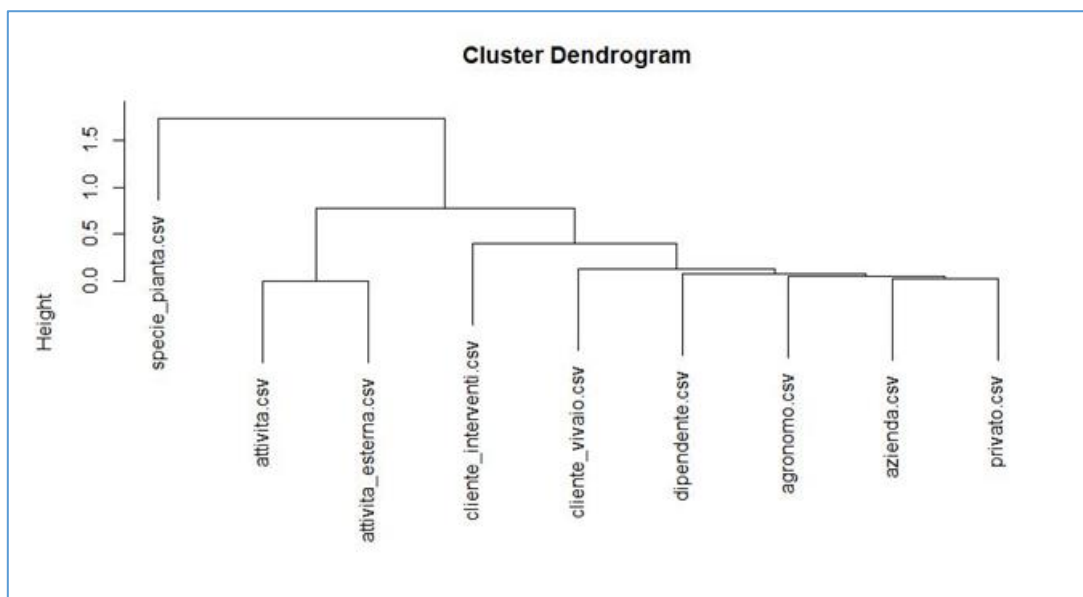 Cluster Dendrogram
Height
0.0 0.5 1.0 1.5
specie_pianta.csv
attivita.csv
attivita_esterna.csv
cliente_interventi.csv
cliente_vivaio.csv
dipendente.csv
agronomo.csv
azienda.csv
privato.csv